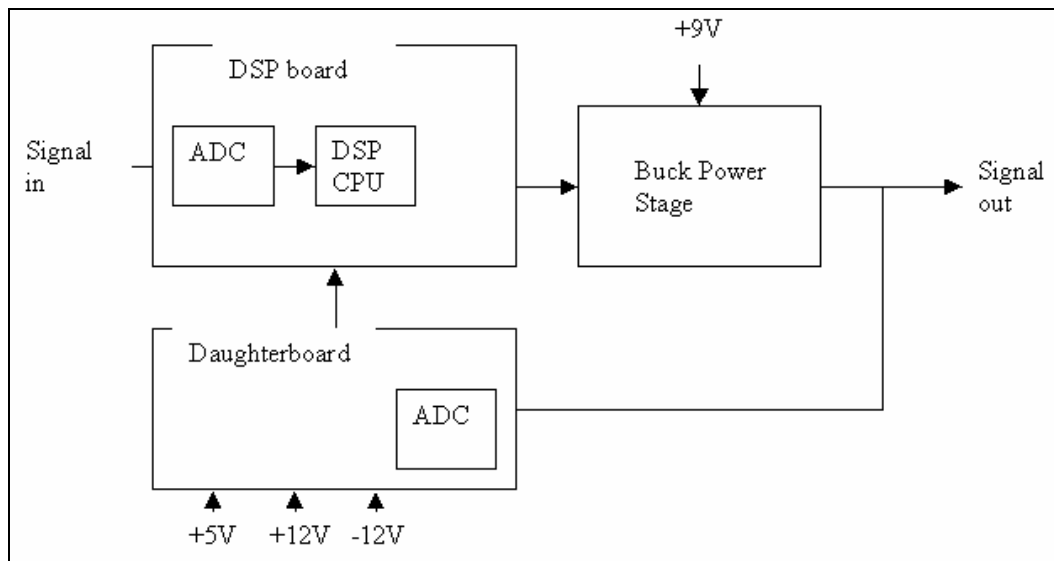 +9V
DSP board
Signal
in
ADC
DSP
CPU
Buck Power
Stage
Signal
out
Daughterboard
ADC
+5V
+12V
-12V